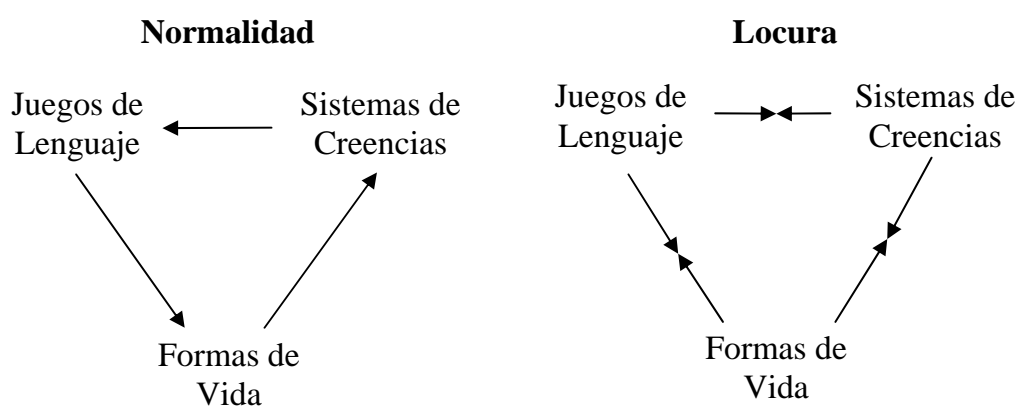 Normalidad
Juegos de
Lenguaje
Sistemas de
Creencias
Formas de
Vida
Locura
Juegos de
Lenguaje
Sistemas de
Creencias
Formas de
Vida